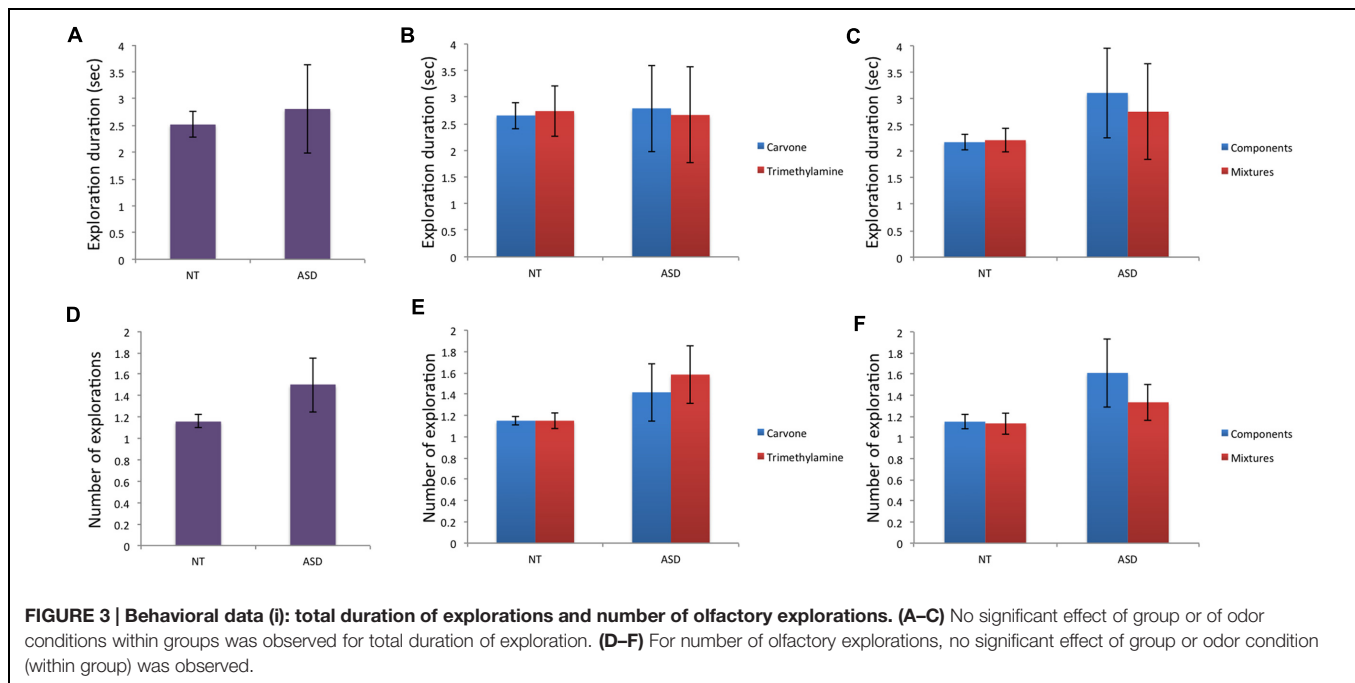 A
Exploration duration (sec)
4
3.5
3
2.5
2
1.5
1
0.5
0
NT
ASD
B
Exploration duration (sec)
4
3.5
3
2.5
2
1.5
1
0.5
0
NT
ASD
Carvone
Trimethylamine
C
Exploration duration (sec)
4
3.5
3
2.5
2
1.5
1
0.5
0
NT
ASD
Components
Mixtures
D
Number of explorations
2
1.8
1.6
1.4
1.2
1
0.8
0.6
0.4
0.2
0
NT
ASD
E
Number of exploration
2
1.8
1.6
1.4
1.2
1
0.8
0.6
0.4
0.2
0
NT
ASD
Carvone
Trimethylamine
F
Number of exploration
2
1.8
1.6
1.4
1.2
1
0.8
0.6
0.4
0.2
0
NT
ASD
Components
Mixtures
FIGURE 3 | Behavioral data (i): total duration of explorations and number of olfactory explorations. (A–C) No significant effect of group or of odor
conditions within groups was observed for total duration of exploration. (D–F) For number of olfactory explorations, no significant effect of group or odor condition
(within group) was observed.